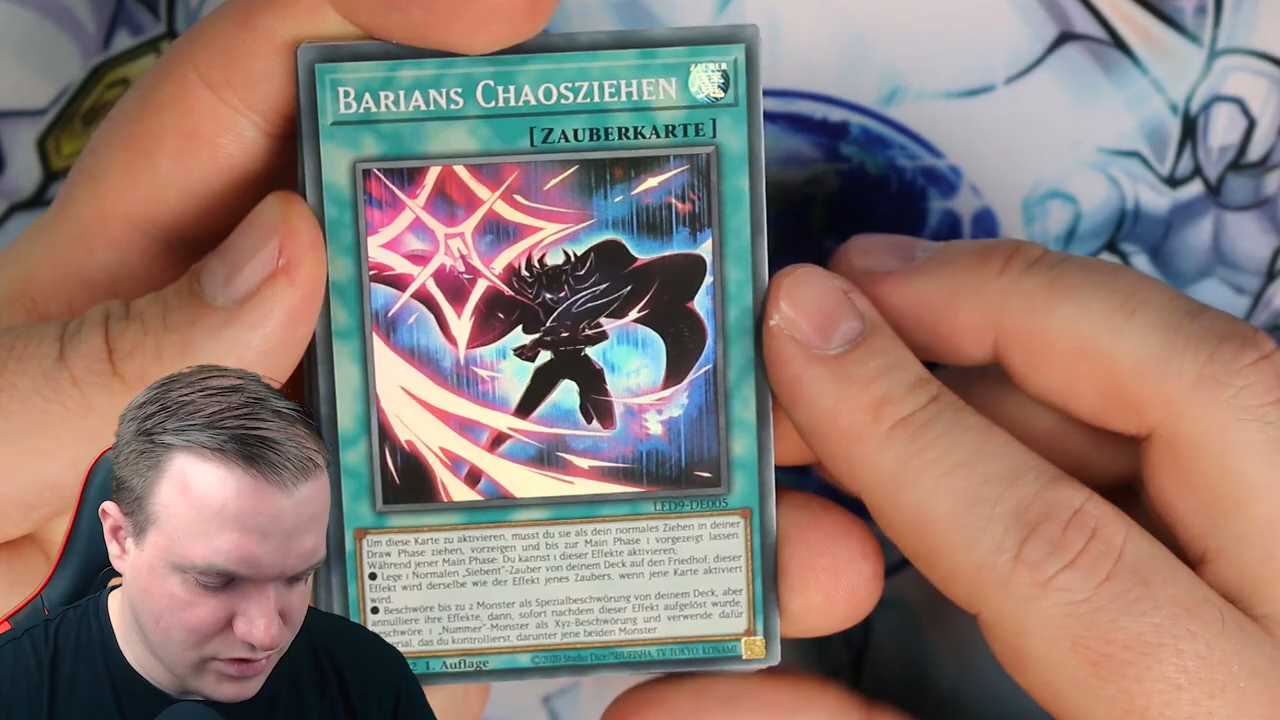 BARIANS CHAOSZIEHEN
ZAUBER
[ZAUBERKARTE]
LED9-DE005
Um diese Karte zu aktivieren, musst du sie als dein normales Ziehen in deiner
Draw Phase ziehen, vorzeigen und bis zur Main Phase 1 vorgezeigt lassen.
Während jener Main Phase: Du kannst 1 dieser Effekte aktivieren;
● Lege 1 Normalen „Siebent"-Zauber von deinem Deck auf den Friedhof; dieser
Effekt wird derselbe wie der Effekt jenes Zaubers, wenn jene Karte aktiviert
wird.
● Beschwöre bis zu 2 Monster als Spezialbeschwörung von deinem Deck, aber
annulliere ihre Effekte, dann, sofort nachdem dieser Effekt aufgelöst wurde,
beschwöre 1 „Nummer"-Monster als Xyz-Beschwörung und verwende dafür
das du kontrollierst, darunter jene beiden Monster.
2 1. Auflage
©2020 Studio Dice/SHUEISHA, TV TOKYO, KONAMI